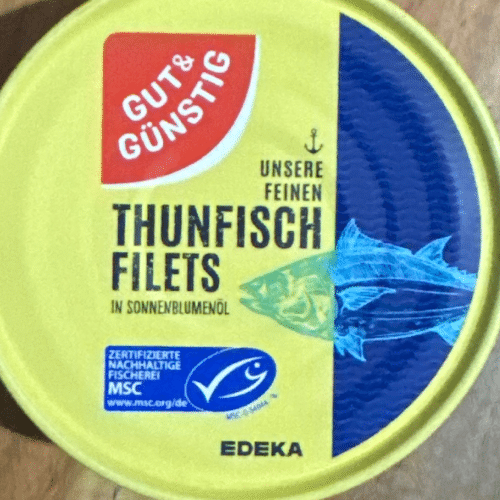 GUT&
GÜNSTIG
UNSERE
FEINEN
THUNFISCH
FILETS
IN SONNENBLUMENÖL
ZERTIFIZIERTE
NACHHALTIGE
FISCHEREI
MSC
www.msc.org/de
EDEKA